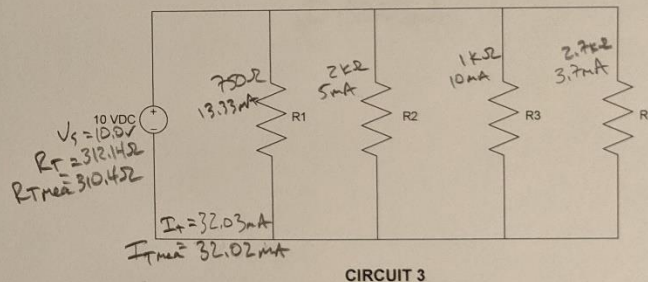 750Ω
13.33mA
R1
2kΩ
5mA
R2
1kΩ
10mA
R3
2.7kΩ
3.7mA
R
10 VDC
+
−
Vs=10.0V
RT=312.14Ω
RTmea=310.4Ω
IT=32.03mA
ITmea=32.02mA
CIRCUIT 3